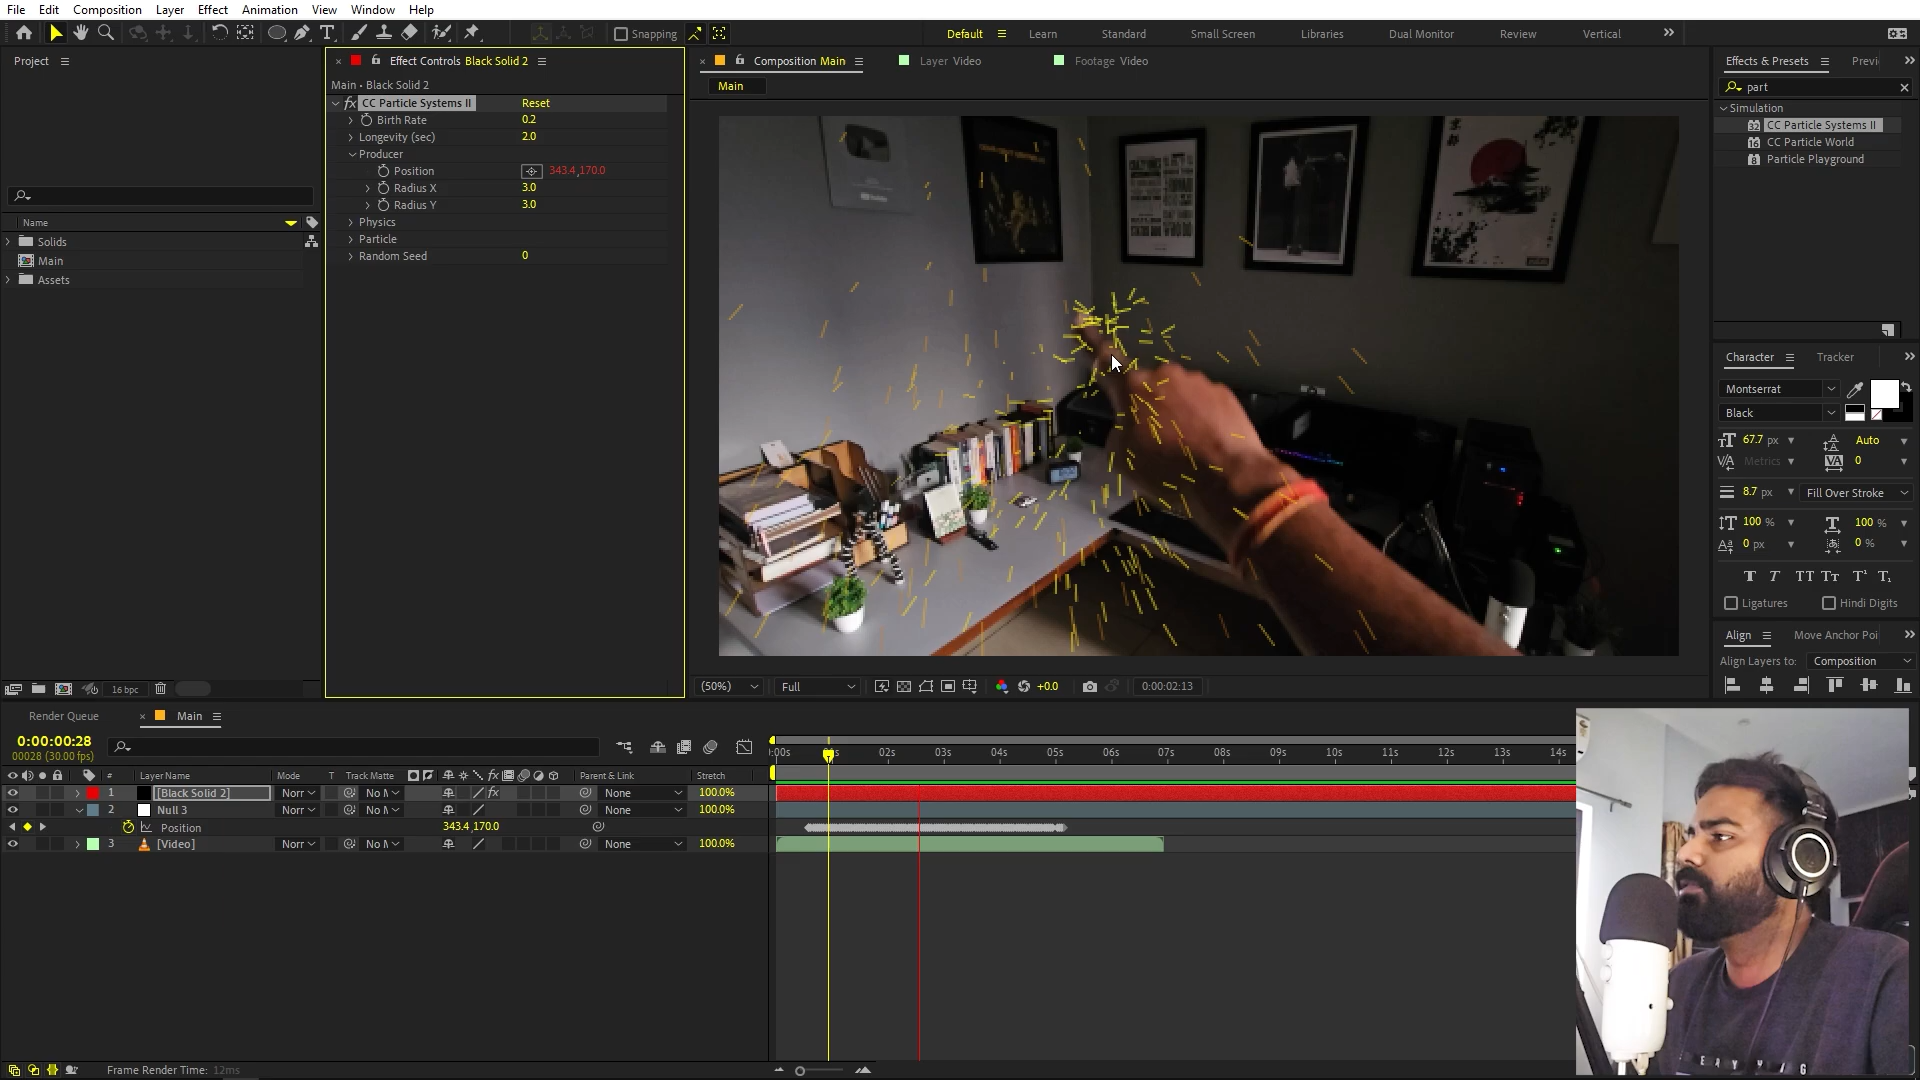 File Edit Composition Layer Effect Animation View Window Help
Snapping
Default Learn Standard Small Screen Libraries Dual Monitor Review Vertical
Project
Effect Controls Black Solid 2
Main • Black Solid 2
fx CC Particle Systems II Reset
Birth Rate 0.2
Longevity (sec) 2.0
Producer
Position 343.4,170.0
Radius X 3.0
Radius Y 3.0
Physics
Particle
Random Seed 0
Name
Solids
Main
Assets
16 bpc
Composition Main
Layer Video
Footage Video
Main
(50%) Full +0.0 0:00:02:13
Effects & Presets Previ
part
Simulation
CC Particle Systems II
CC Particle World
Particle Playground
Character Tracker
Montserrat
Black
67.7 px Auto
Metrics 0
8.7 px Fill Over Stroke
100 % 100 %
0 px 0 %
Ligatures Hindi Digits
Align Move Anchor Poi
Align Layers to: Composition
Render Queue Main
0:00:00:28
00028 (30.00 fps)
:00s 02s 03s 04s 05s 06s 07s 08s 09s 10s 11s 12s 13s 14s
# Layer Name Mode T Track Matte Parent & Link Stretch
1 [Black Solid 2] Norr No M None 100.0%
2 Null 3 Norr No M None 100.0%
Position 343.4,170.0
3 [Video] Norr No M None 100.0%
Frame Render Time: 12ms